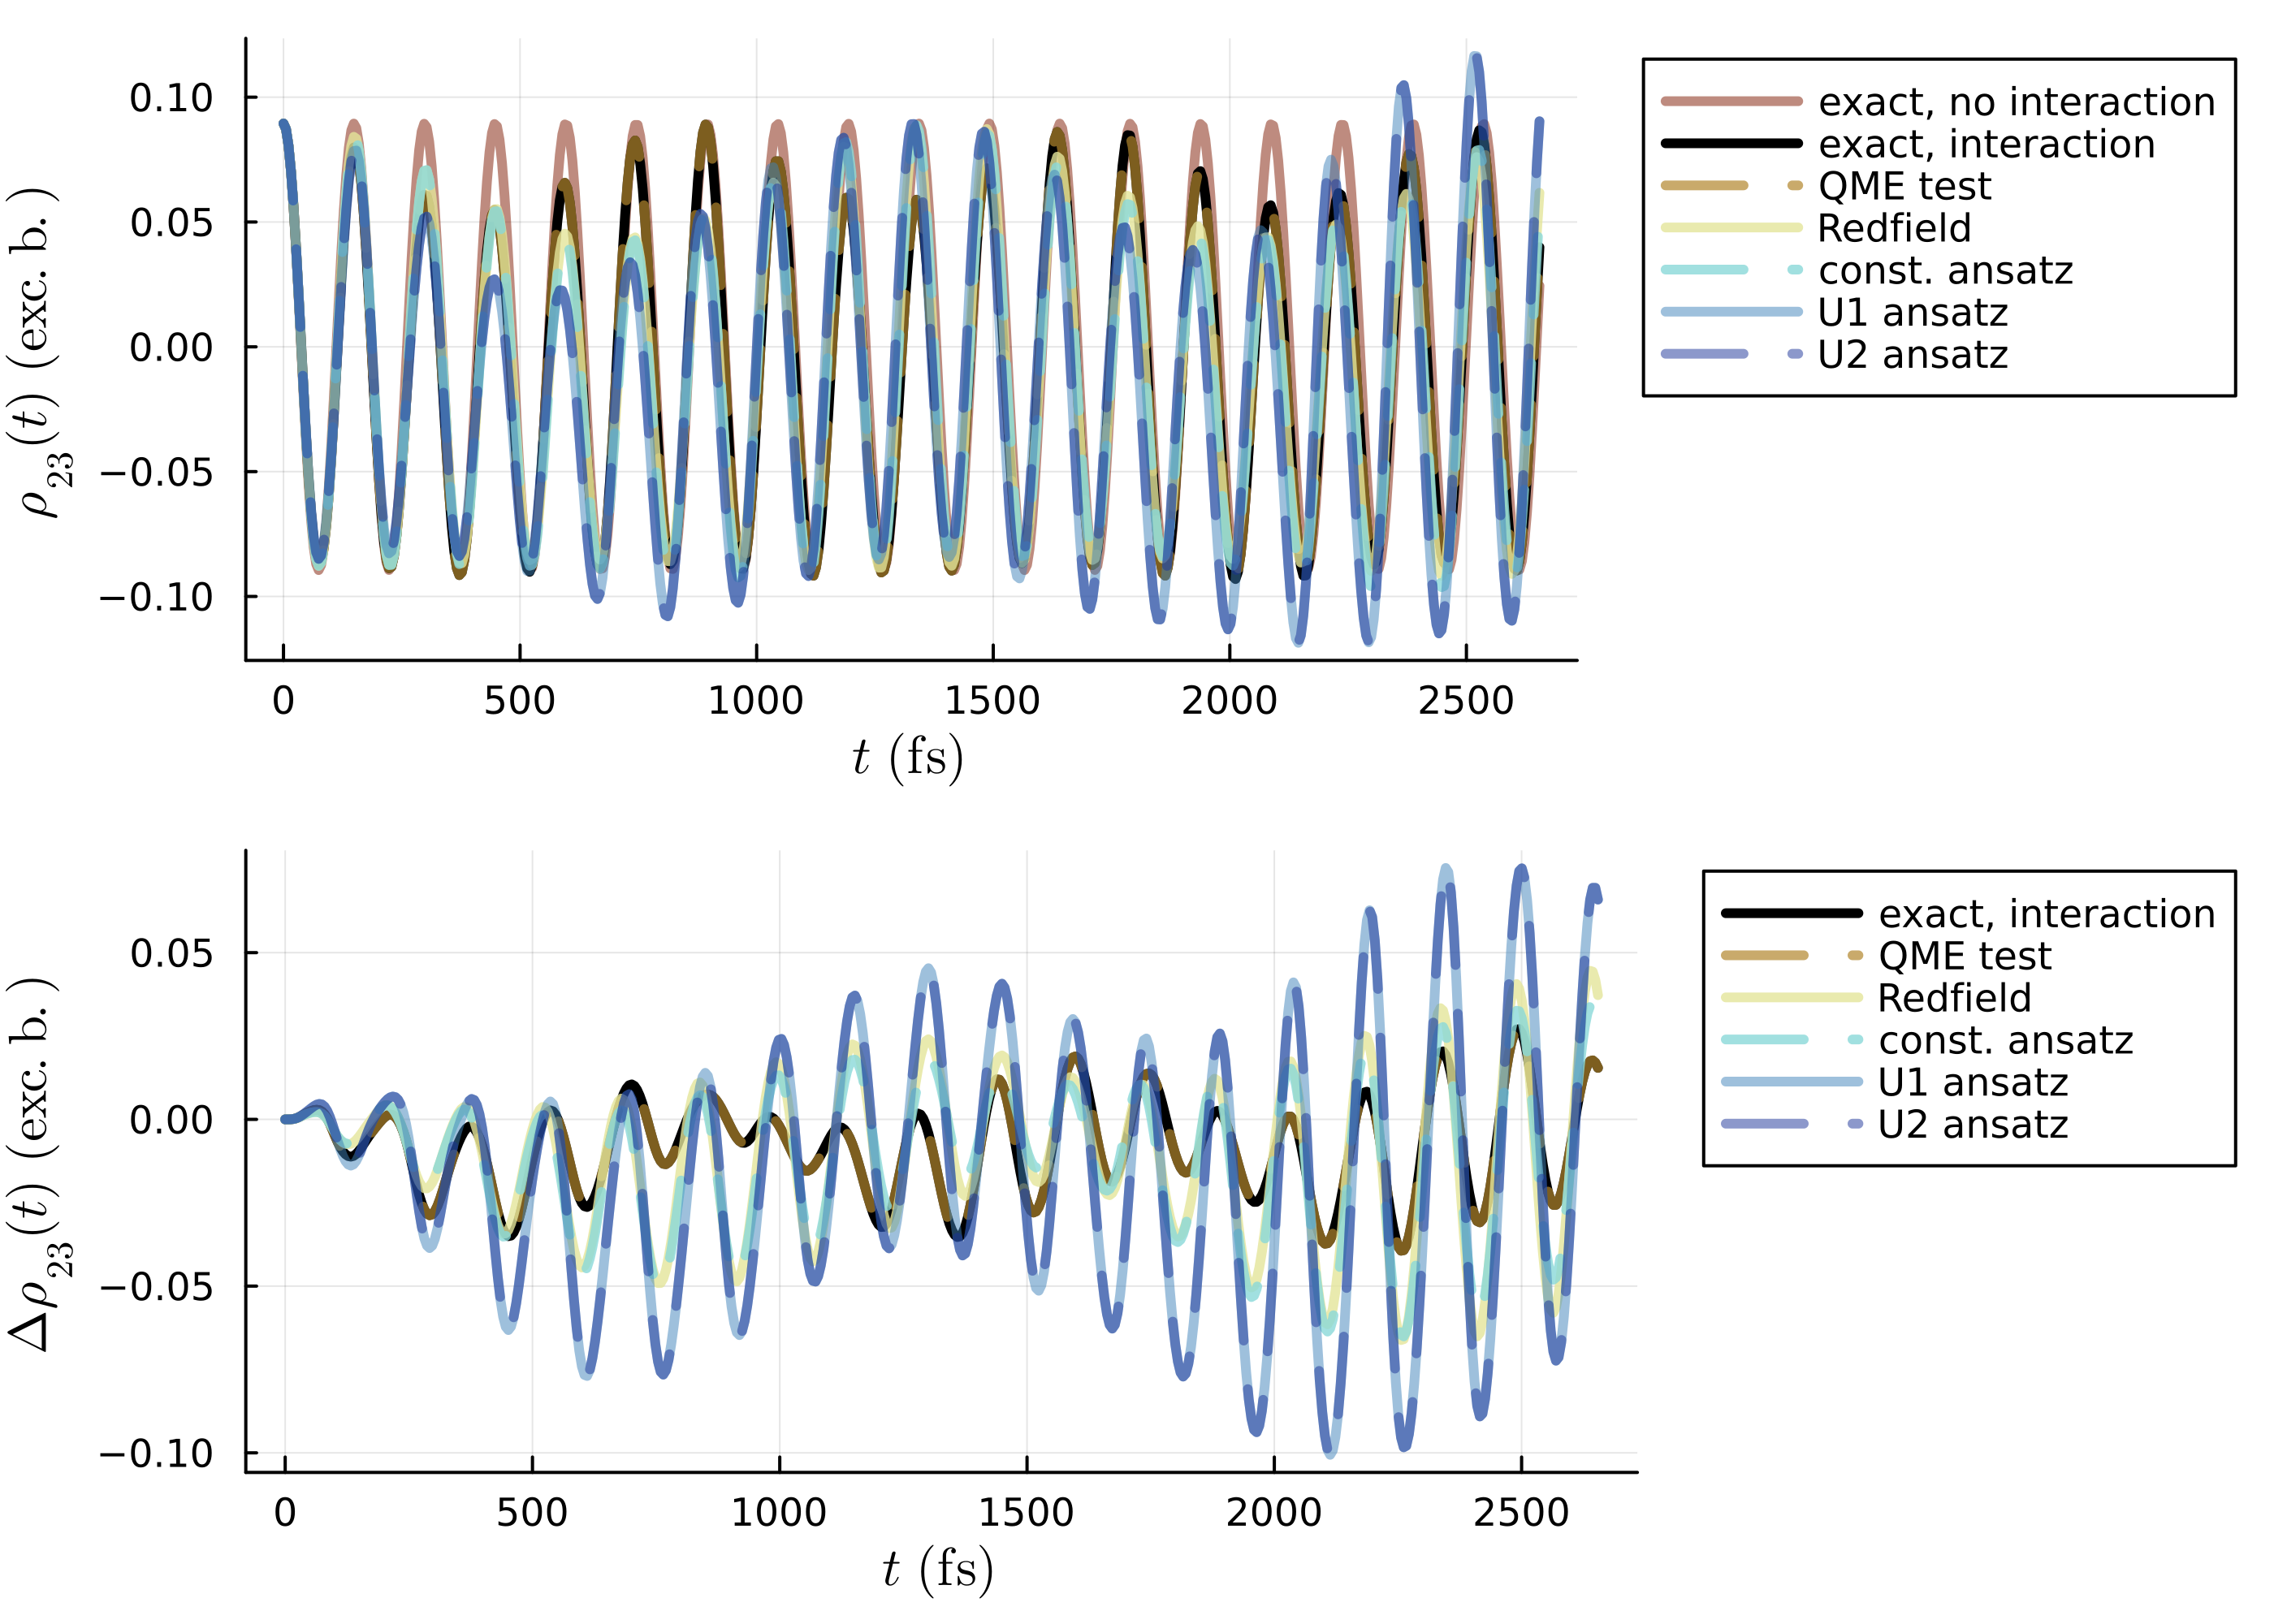 0.10
0.05
0.00
−0.05
−0.10
ρ₂₃(t) (exc. b. )
0
500
1000
1500
2000
2500
t (fs)
exact, no interaction
exact, interaction
QME test
Redfield
const. ansatz
U1 ansatz
U2 ansatz
0.05
0.00
−0.05
−0.10
Δρ₂₃(t) (exc. b. )
0
500
1000
1500
2000
2500
t (fs)
exact, interaction
QME test
Redfield
const. ansatz
U1 ansatz
U2 ansatz